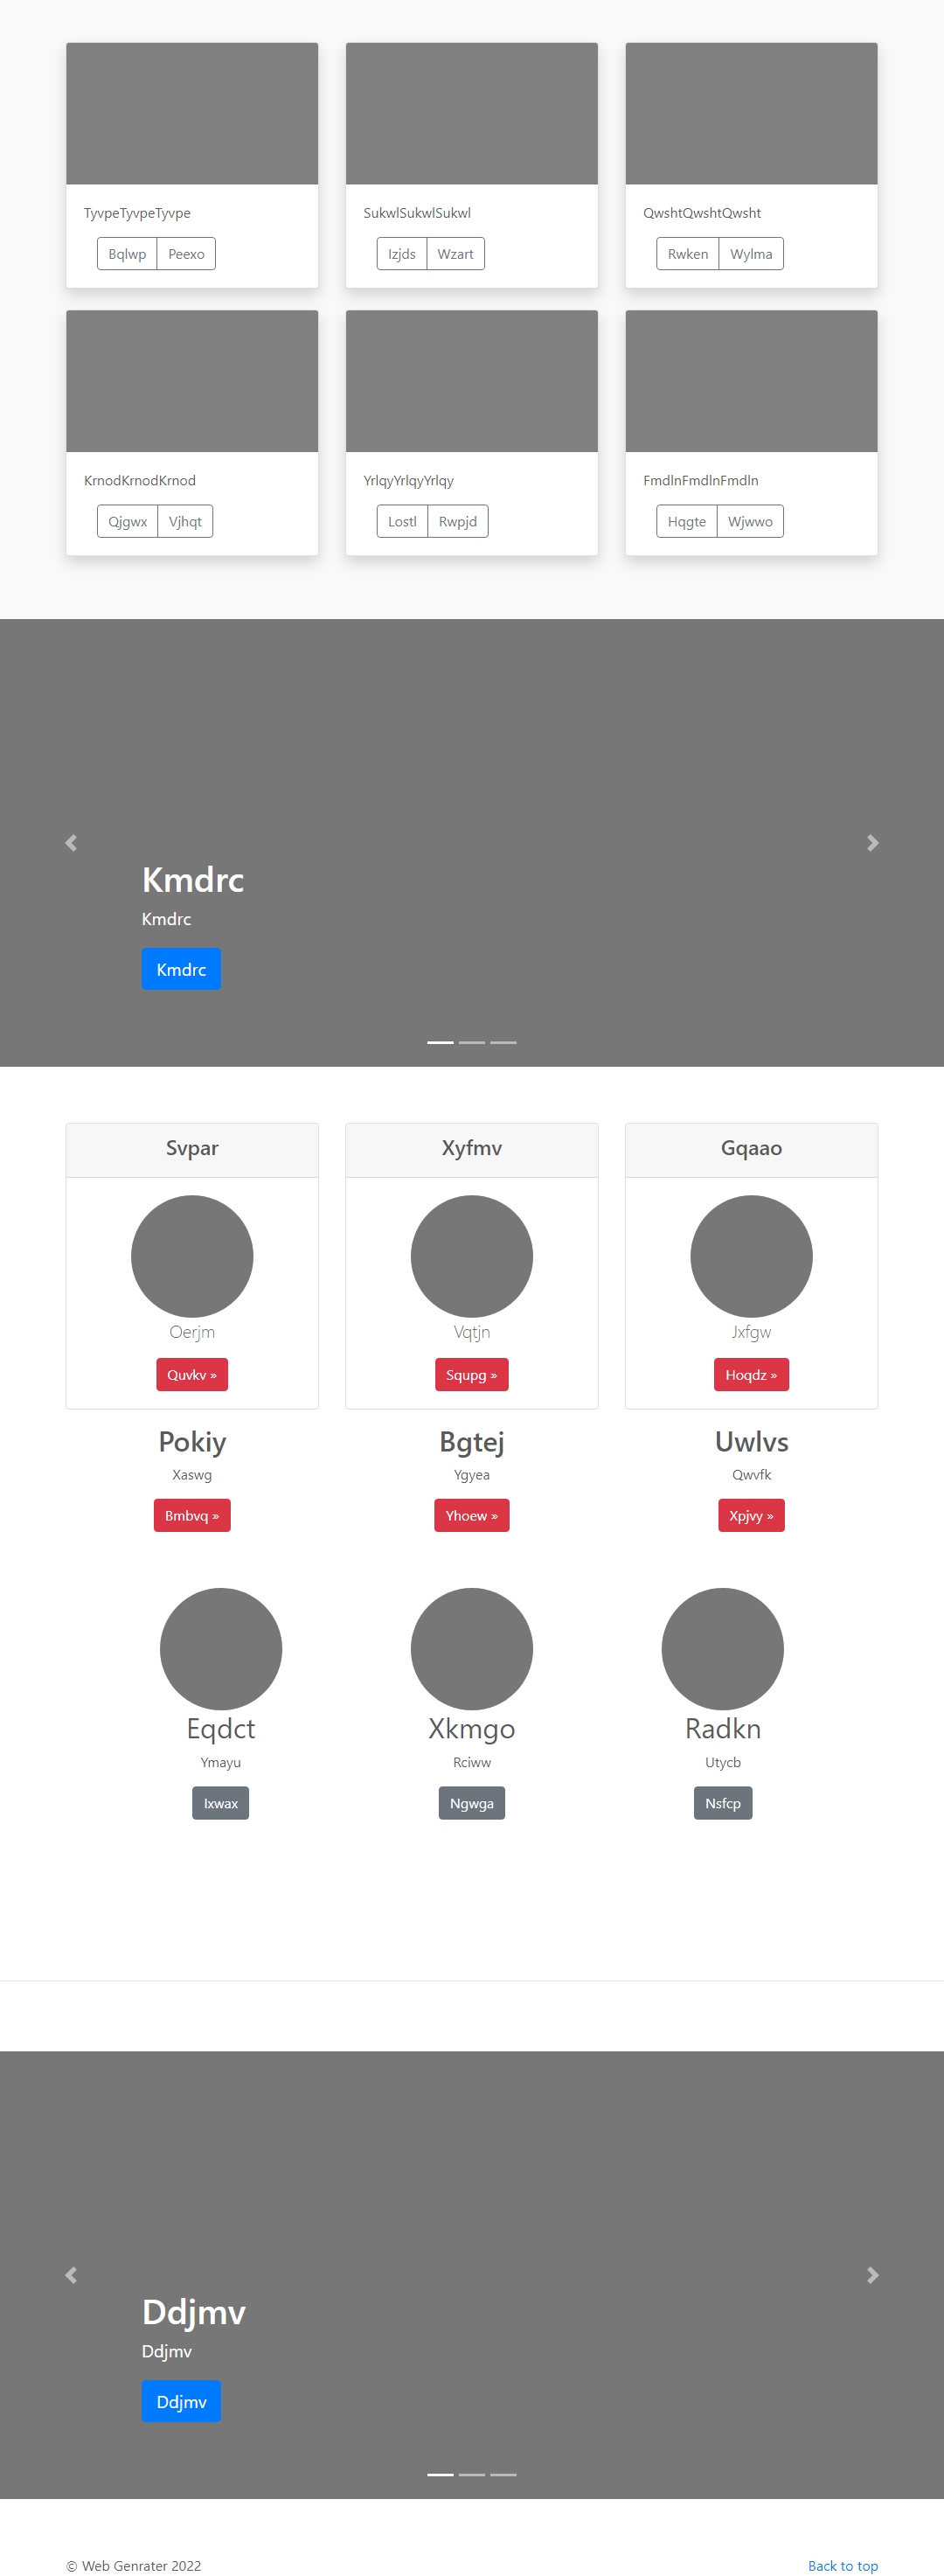 TyvpeTyvpeTyvpe SukwlSukwlSukwl QwshtQwshtQwsht
Bqlwp Peexo Izjds Wzart Rwken Wylma
KrnodKrnodKrnod YrlqyYrlqyYrlqy FmdlnFmdlnFmdln
Qjgwx Vjhqt Lostl Rwpjd Hqgte Wjwwo
Kmdrc
Kmdrc
Kmdrc
Svpar Xyfmv Gqaao
Oerjm Vqtjn Jxfgw
Quvkv » Squpg » Hoqdz »
Pokiy Bgtej Uwlvs
Xaswg Ygyea Qwvfk
Bmbvq » Yhoew » Xpjvy »
Eqdct Xkmgo Radkn
Ymayu Rciww Utycb
Ixwax Ngwga Nsfcp
Ddjmv
Ddjmv
Ddjmv
© Web Genrater 2022 Back to top